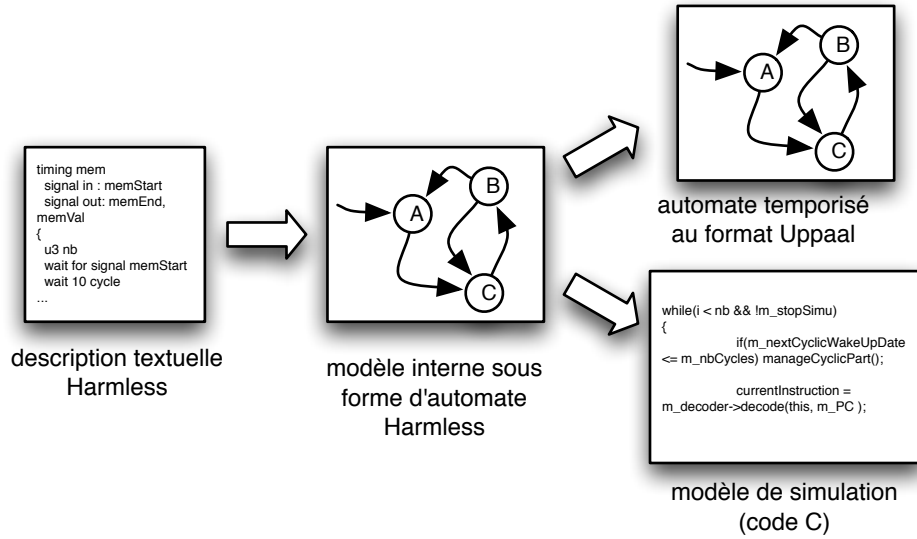 timing mem
signal in : memStart
signal out: memEnd,
memVal
{
u3 nb
wait for signal memStart
wait 10 cycle
...
description textuelle
Harmless
A
B
C
modèle interne sous
forme d'automate
Harmless
A
B
C
automate temporisé
au format Uppaal
while(i < nb && !m_stopSimu)
{
if(m_nextCyclicWakeUpDate
<= m_nbCycles) manageCyclicPart();
currentInstruction =
m_decoder->decode(this, m_PC );
modèle de simulation
(code C)